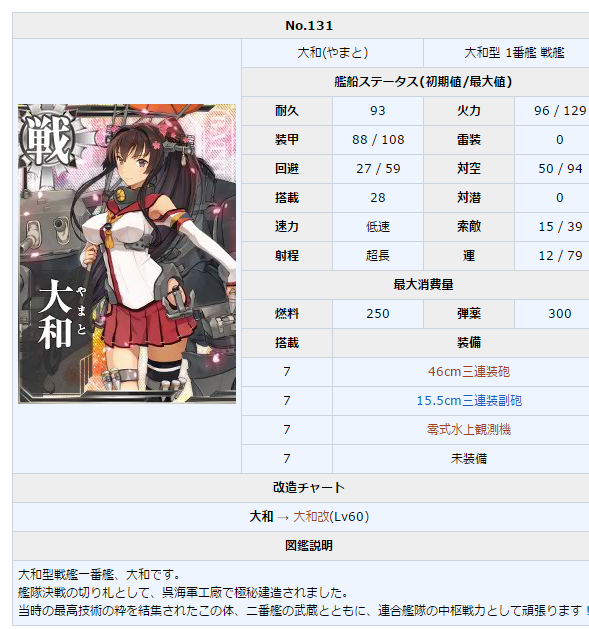 No.131
大和(やまと) 大和型 1番艦 戦艦
艦船ステータス(初期値/最大値)
戦
大和
やまと
耐久 93 火力 96 / 129
装甲 88 / 108 雷装 0
回避 27 / 59 対空 50 / 94
搭載 28 対潜 0
速力 低速 索敵 15 / 39
射程 超長 運 12 / 79
最大消費量
燃料 250 弾薬 300
搭載 装備
7 46cm三連装砲
7 15.5cm三連装副砲
7 零式水上観測機
7 未装備
改造チャート
大和 → 大和改(Lv60)
図鑑説明
大和型戦艦一番艦、大和です。
艦隊決戦の切り札として、呉海軍工廠で極秘建造されました。
当時の最高技術の粋を結集されたこの体、二番艦の武蔵とともに、連合艦隊の中枢戦力として頑張ります！